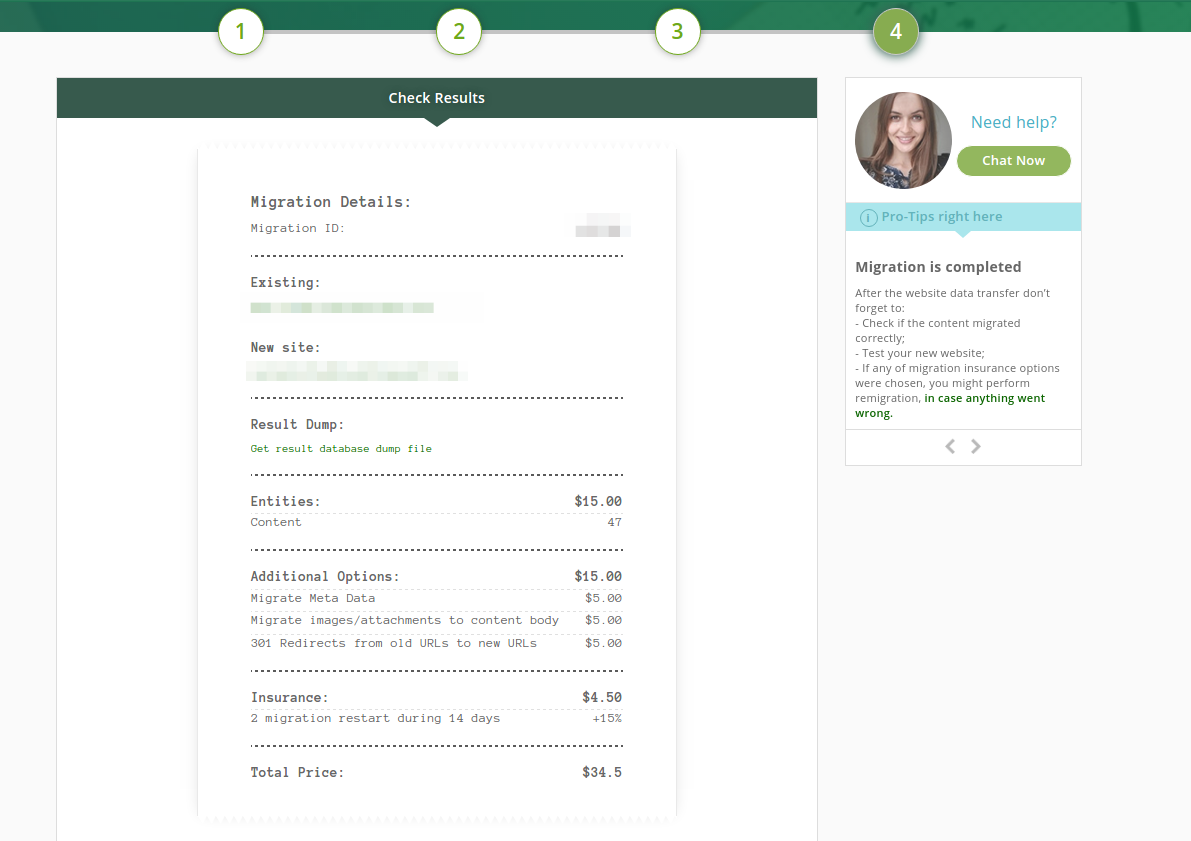 1
2
3
4
Check Results
Migration Details:
Migration ID:
Existing:
New site:
Result Dump:
Get result database dump file
Entities: $15.00
Content 47
Additional Options: $15.00
Migrate Meta Data $5.00
Migrate images/attachments to content body $5.00
301 Redirects from old URLs to new URLs $5.00
Insurance: $4.50
2 migration restart during 14 days +15%
Total Price: $34.5
Need help?
Chat Now
i Pro-Tips right here
Migration is completed
After the website data transfer don't
forget to:
- Check if the content migrated
correctly;
- Test your new website;
- If any of migration insurance options
were chosen, you might perform
remigration, in case anything went
wrong.